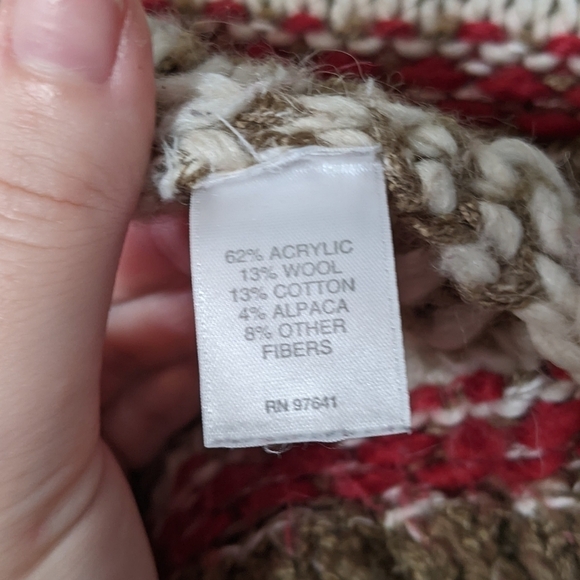 62% ACRYLIC
13% WOOL
13% COTTON
4% ALPACA
8% OTHER
FIBERS
RN 97641